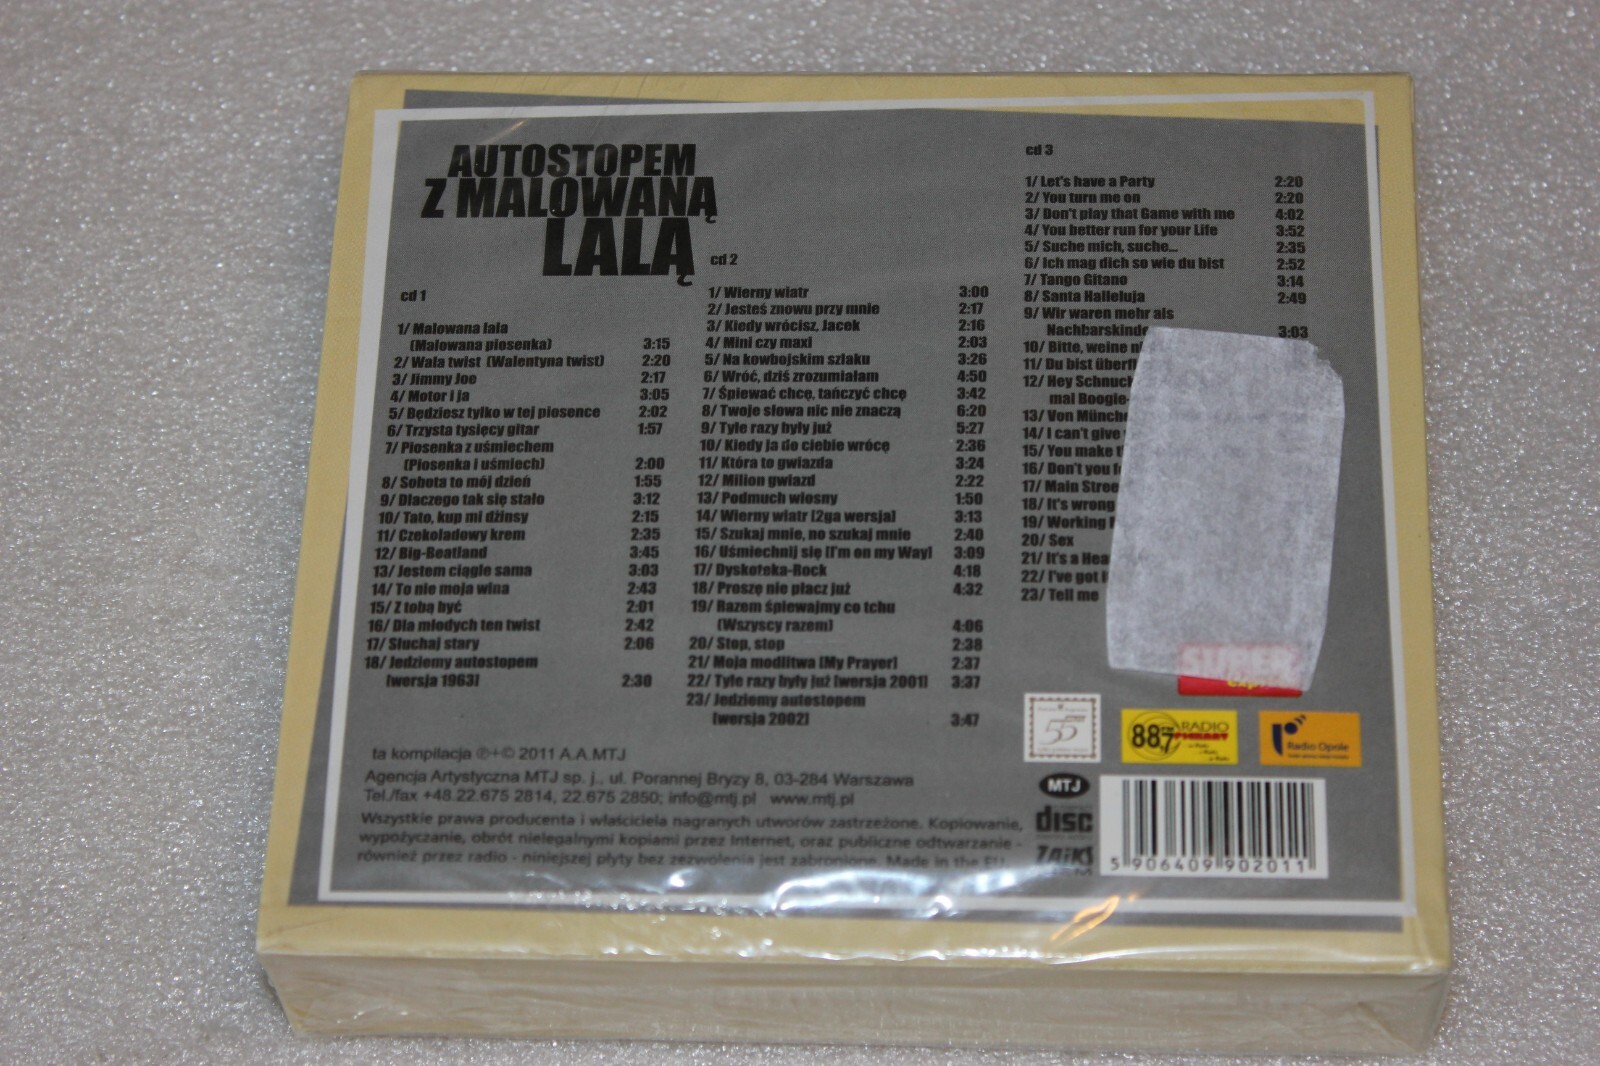 AUTOSTOPEM
Z MALOWANĄ
LALĄ
cd 1
1/ Malowana lala
(Malowana piosenka) 3:15
2/ Wala twist (Walentyna twist) 2:20
3/ Jimmy Joe 2:17
4/ Motor i ja 3:05
5/ Będziesz tylko w tej piosence 2:02
6/ Trzysta tysięcy gitar 1:57
7/ Piosenka z uśmiechem
(Piosenka i uśmiech) 2:00
8/ Sobota to mój dzień 1:55
9/ Dlaczego tak się stało 3:12
10/ Tato, kup mi dżinsy 2:15
11/ Czekoladowy krem 2:35
12/ Big-Beatland 3:45
13/ Jestem ciągle sama 3:03
14/ To nie moja wina 2:43
15/ Z tobą być 2:01
16/ Dla młodych ten twist 2:42
17/ Słuchaj stary 2:06
18/ Jedziemy autostopem
[wersja 1963] 2:30
cd 2
1/ Wierny wiatr 3:00
2/ Jesteś znowu przy mnie 2:17
3/ Kiedy wrócisz, Jacek 2:16
4/ Mini czy maxi 2:03
5/ Na kowbojskim szlaku 3:26
6/ Wróć, dziś zrozumiałam 4:50
7/ Śpiewać chcę, tańczyć chcę 3:42
8/ Twoje słowa nic nie znaczą 6:20
9/ Tyle razy były już 5:27
10/ Kiedy ja do ciebie wrócę 2:36
11/ Która to gwiazda 3:24
12/ Milion gwiazd 2:22
13/ Podmuch wiosny 1:50
14/ Wierny wiatr [2ga wersja] 3:13
15/ Szukaj mnie, no szukaj mnie 2:40
16/ Uśmiechnij się [I'm on my Way] 3:09
17/ Dyskoteka-Rock 4:18
18/ Proszę nie płacz już 4:32
19/ Razem śpiewajmy co tchu
(Wszyscy razem) 4:06
20/ Stop, stop 2:38
21/ Moja modlitwa [My Prayer] 2:37
22/ Tyle razy były już [wersja 2001] 3:37
23/ Jedziemy autostopem
[wersja 2002] 3:47
cd 3
1/ Let's have a Party 2:20
2/ You turn me on 2:20
3/ Don't play that Game with me 4:02
4/ You better run for your Life 3:52
5/ Suche mich, suche... 2:35
6/ Ich mag dich so wie du bist 2:52
7/ Tango Gitano 3:14
8/ Santa Halleluja 2:49
9/ Wir waren mehr als
Nachbarskinde 3:03
10/ Bitte, weine
11/ Du bist überfl
12/ Hey Schnuck
mal Boogie-
13/ Von Münche
14/ I can't give
15/ You make
16/ Don't you
17/ Main Stree
18/ It's wrong
19/ Working
20/ Sex
21/ It's a Hea
22/ I've got
23/ Tell me
SUPER
55
88,7 RADIO PIEKARY
Radio Opole
ta kompilacja ℗+© 2011 A.A.MTJ
Agencja Artystyczna MTJ sp. j., ul. Porannej Bryzy 8, 03-284 Warszawa
Tel./fax +48.22.675 2814, 22.675 2850; info@mtj.pl www.mtj.pl
Wszystkie prawa producenta i właściciela nagranych utworów zastrzeżone. Kopiowanie,
wypożyczanie, obrót nielegalnymi kopiami przez Internet, oraz publiczne odtwarzanie -
również przez radio - niniejszej płyty bez zezwolenia jest zabronione. Made in the EU.
MTJ
disc
ZAiKS
5 906409 902011